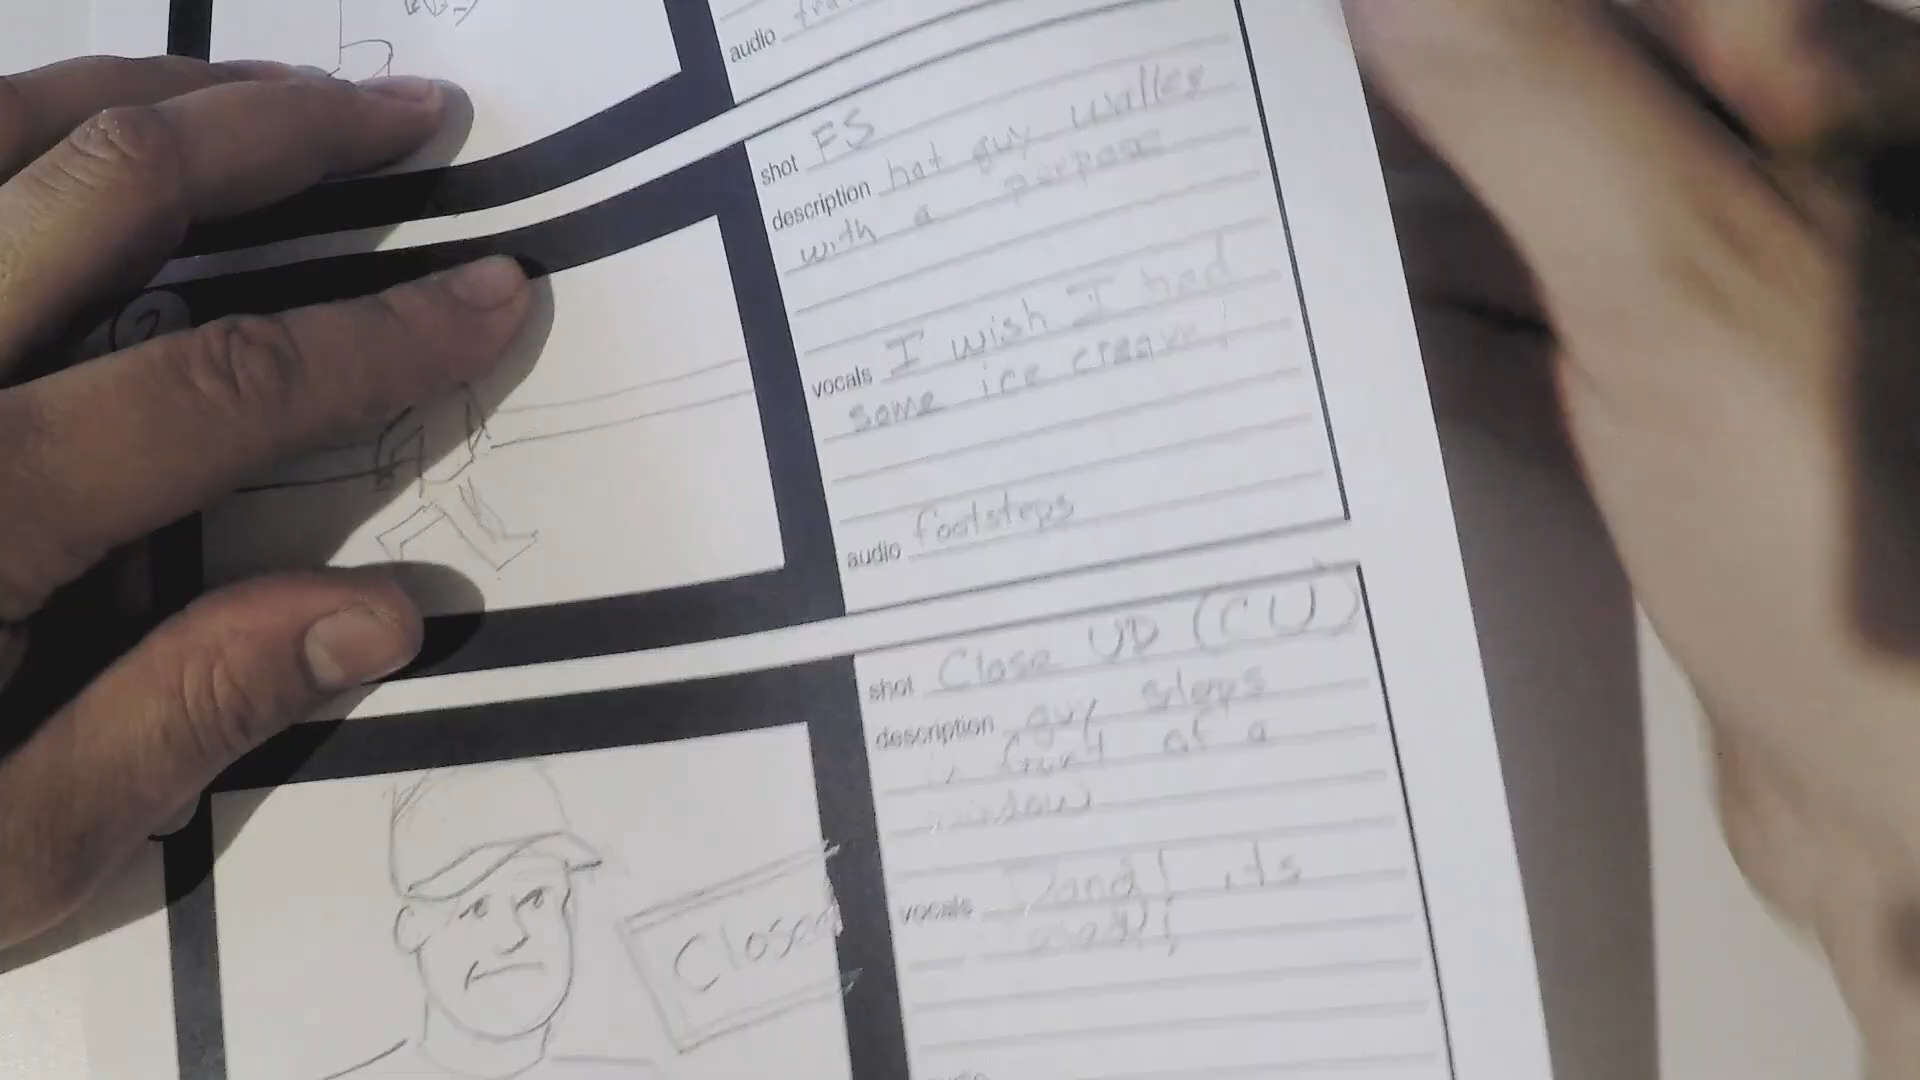 audio
2
shot FS
description hat guy walks
with a purpose
vocals I wish I had
some ice cream!
audio footsteps
shot Close UP (CU)
description guy stops
in front of a
window
vocals Dang! its
Closed